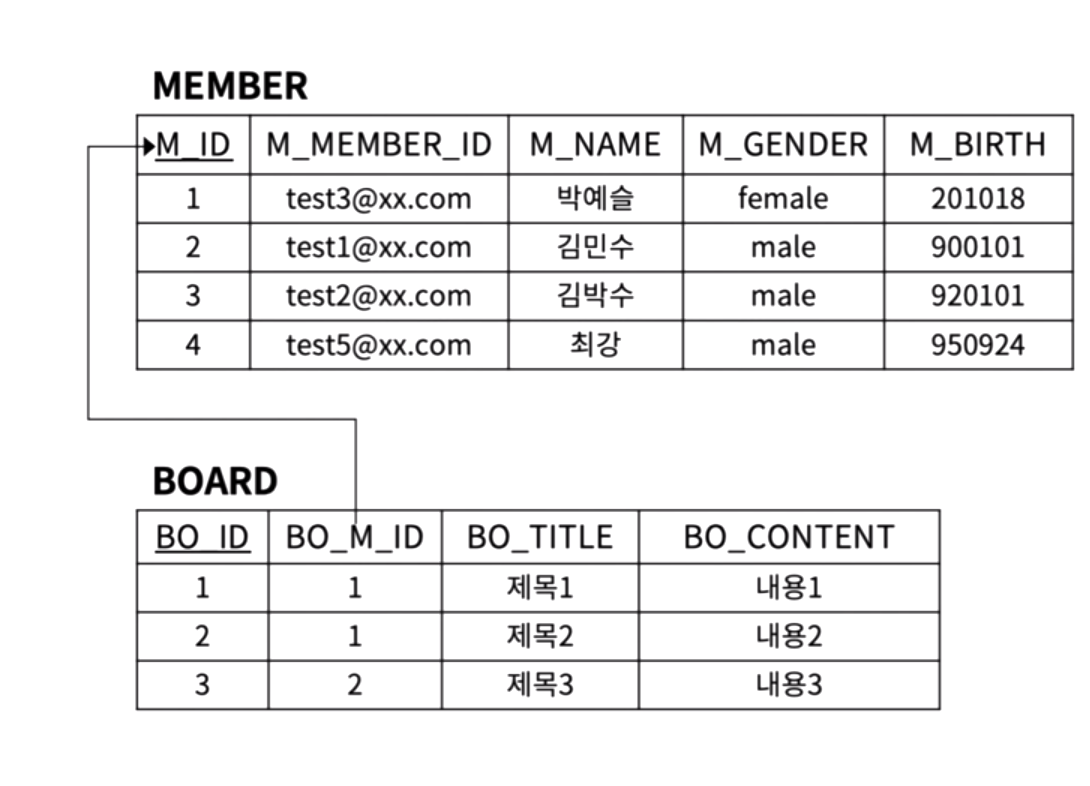 MEMBER
M_ID M_MEMBER_ID M_NAME M_GENDER M_BIRTH
1 test3@xx.com 박예슬 female 201018
2 test1@xx.com 김민수 male 900101
3 test2@xx.com 김박수 male 920101
4 test5@xx.com 최강 male 950924
BOARD
BO_ID BO_M_ID BO_TITLE BO_CONTENT
1 1 제목1 내용1
2 1 제목2 내용2
3 2 제목3 내용3